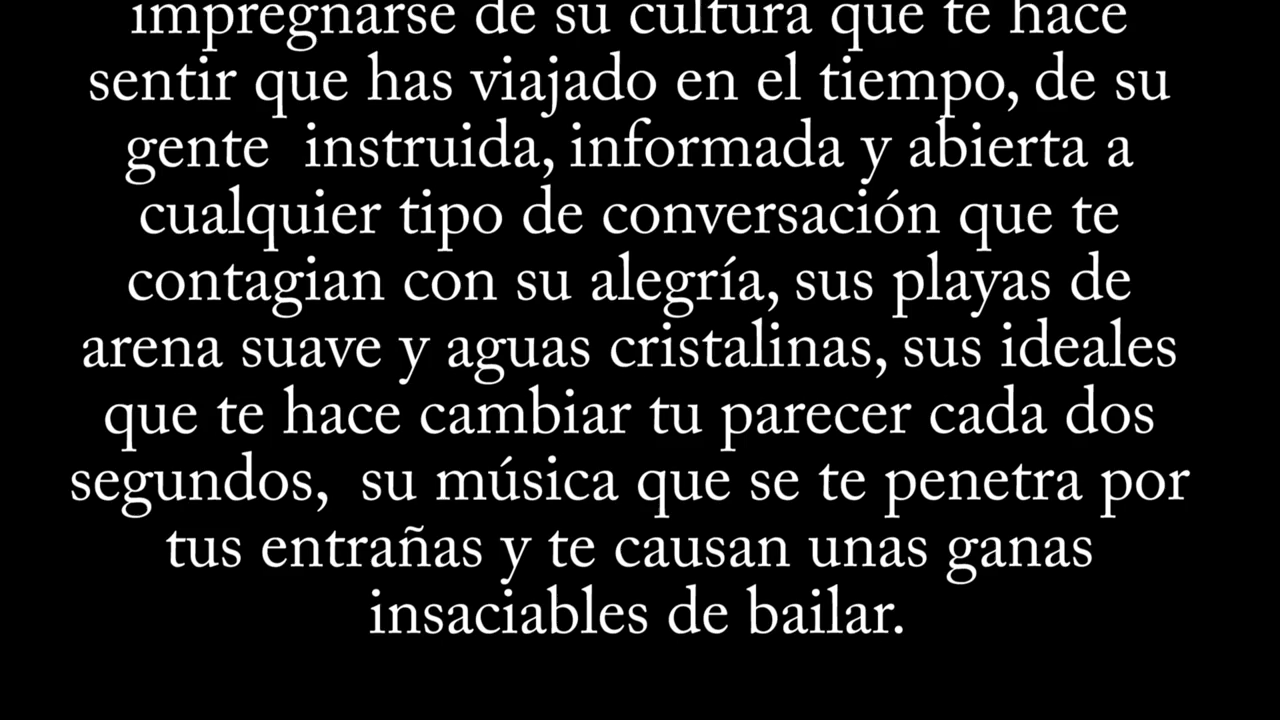 impregnarse de su cultura que te hace
sentir que has viajado en el tiempo, de su
gente  instruida, informada y abierta a
cualquier tipo de conversación que te
contagian con su alegría, sus playas de
arena suave y aguas cristalinas, sus ideales
que te hace cambiar tu parecer cada dos
segundos,  su música que se te penetra por
tus entrañas y te causan unas ganas
insaciables de bailar.